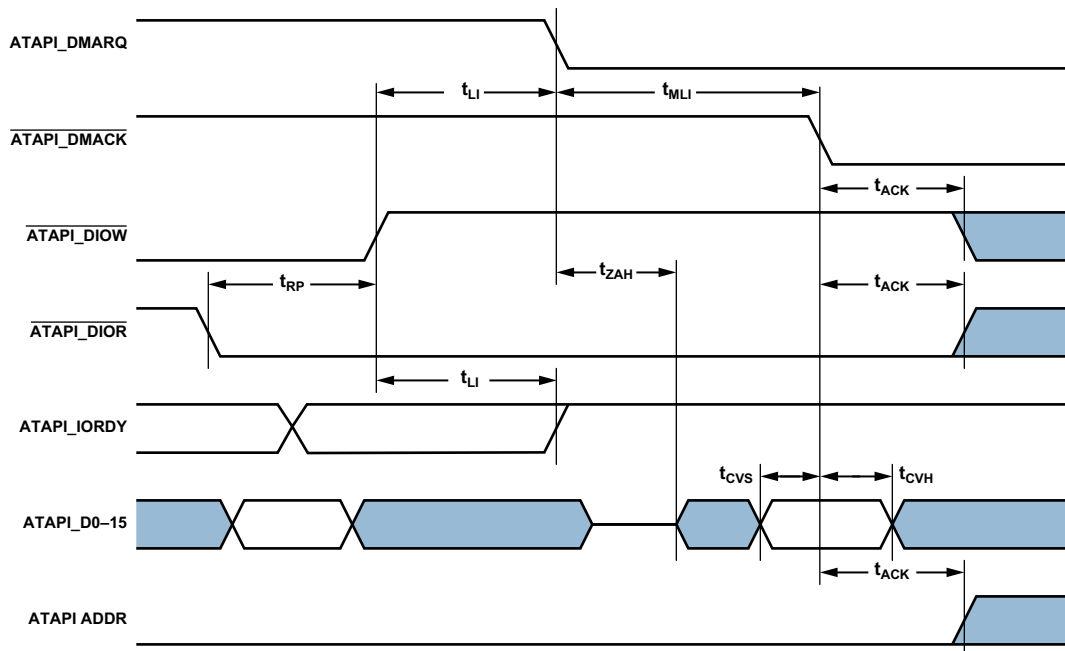 ATAPI_DMARQ
tLI
tMLI
ATAPI_DMACK
tACK
ATAPI_DIOW
tZAH
tRP
tACK
ATAPI_DIOR
tLI
ATAPI_IORDY
tCVS
tCVH
ATAPI_D0–15
tACK
ATAPI ADDR